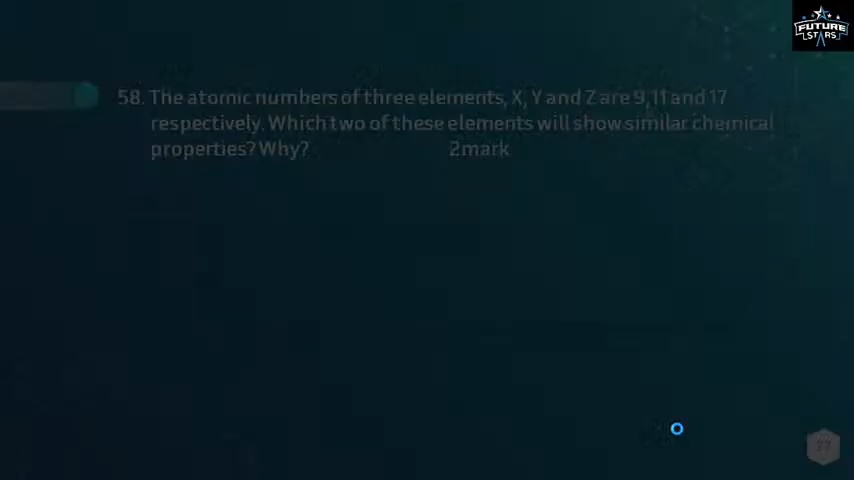 FUTURE
STARS
58. The atomic numbers of three elements, X, Y and Z are 9, 11 and 17
respectively. Which two of these elements will show similar chemical
properties? Why? 2mark
27